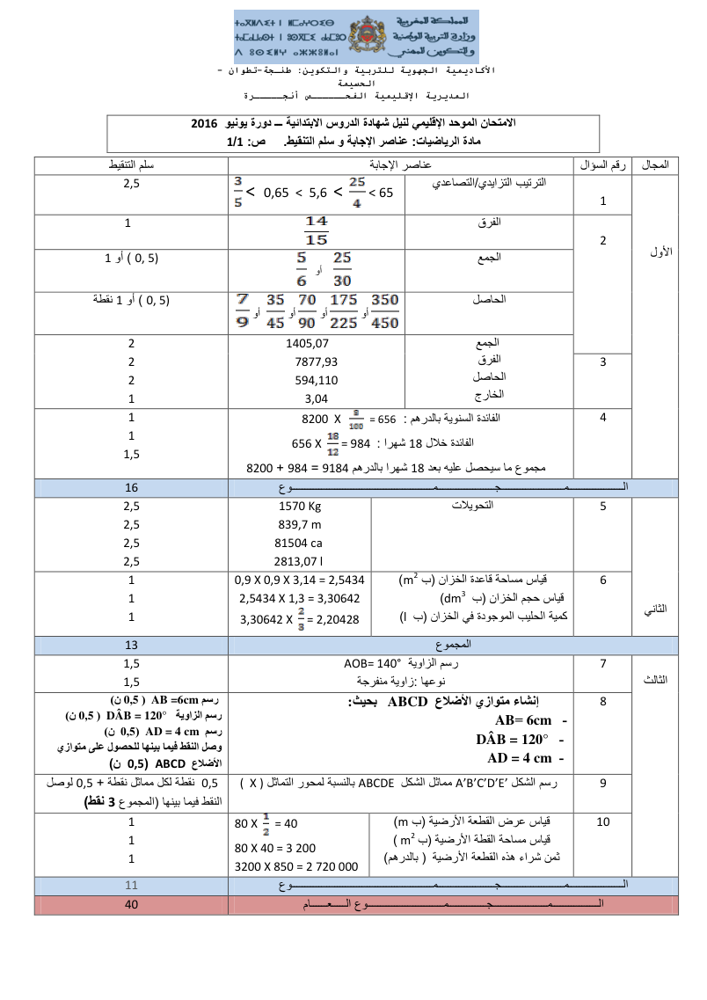 ⵜⴰⴳⵍⴷⵉⵜ ⵏ ⵍⵎⵖⵔⵉⴱ
المملكة المغربية
وزارة التربية الوطنية
والتكوين المهني
الأكاديمية الجهوية للتربية والتكوين: طنجة-تطوان -
الحسيمة
المديرية الإقليمية الفحص أنجرة
الامتحان الموحد الإقليمي لنيل شهادة الدروس الابتدائية – دورة يونيو 2016
مادة الرياضيات: عناصر الإجابة و سلم التنقيط. ص: 1/1
المجال رقم السؤال عناصر الإجابة سلم التنقيط
الأول
1 الترتيب التزايدي/التصاعدي 3/5 < 0,65 < 5,6 < 25/4 < 65 2,5
2 الفرق 14/15 1
الجمع 25/30 أو 5/6 (0, 5 ) أو 1
الحاصل 350/450 أو 175/225 أو 70/90 أو 35/45 أو 7/9 (0, 5 ) أو 1 نقطة
الجمع 1405,07 2
3 الفرق 7877,93 2
الحاصل 594,110 2
الخارج 3,04 1
4 الفائدة السنوية بالدرهم : 8200 X 8/100 = 656 1
الفائدة خلال 18 شهرا : 656 X 18/12 = 984 1
مجموع ما سيحصل عليه بعد 18 شهرا بالدرهم 8200 + 984 = 9184 1,5
المجموع 16
الثاني
5 التحويلات 1570 Kg 2,5
839,7 m 2,5
81504 ca 2,5
2813,07 l 2,5
6 قياس مساحة قاعدة الخزان (ب m²) 0,9 X 0,9 X 3,14 = 2,5434 1
قياس حجم الخزان (ب dm³) 2,5434 X 1,3 = 3,30642 1
كمية الحليب الموجودة في الخزان (ب l) 3,30642 X 2/3 = 2,20428 1
المجموع 13
الثالث
7 رسم الزاوية AOB= 140° 1,5
نوعها :زاوية منفرجة 1,5
8 إنشاء متوازي الأضلاع ABCD بحيث:
- AB= 6cm
- DÂB = 120°
- AD = 4 cm
رسم AB =6cm ( 0,5 ن)
رسم الزاوية DÂB = 120° ( 0,5 ن)
رسم AD = 4 cm (0,5 ن)
وصل النقط فيما بينها للحصول على متوازي
الأضلاع ABCD (0,5 ن)
9 رسم الشكل A'B'C'D'E' مماثل الشكل ABCDE بالنسبة لمحور التماثل ( X )
0,5 نقطة لكل مماثل نقطة + 0,5 لوصل
النقط فيما بينها (المجموع 3 نقط)
10 قياس عرض القطعة الأرضية (ب m) 80 X 1/2 = 40 1
قياس مساحة القطة الأرضية (ب m² ) 80 X 40 = 3 200 1
ثمن شراء هذه القطعة الأرضية ( بالدرهم) 3200 X 850 = 2 720 000 1
المجموع 11
المجموع العام 40